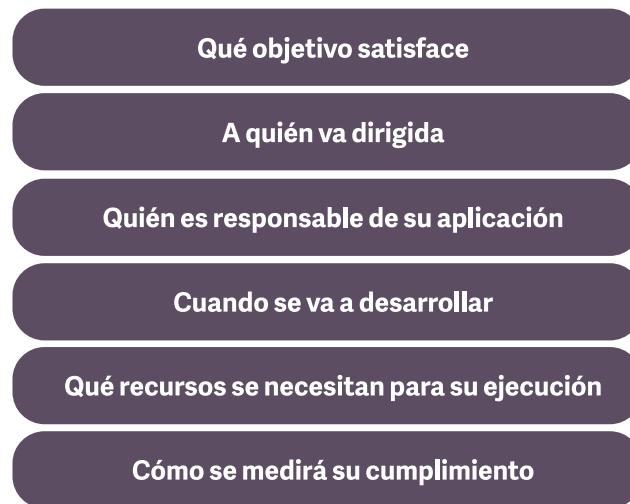 Qué objetivo satisface
A quién va dirigida
Quién es responsable de su aplicación
Cuando se va a desarrollar
Qué recursos se necesitan para su ejecución
Cómo se medirá su cumplimiento